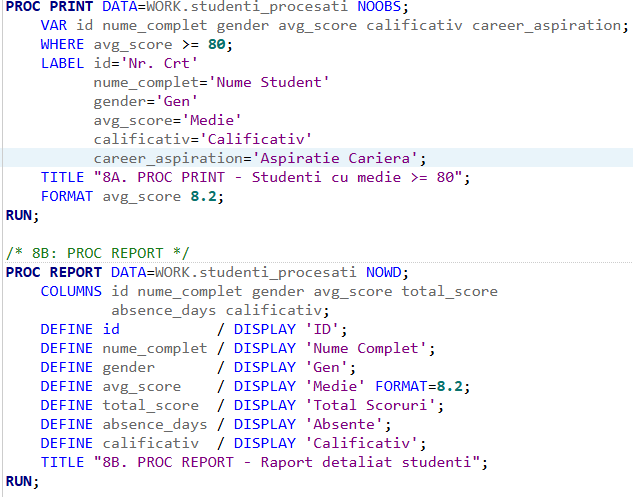 PROC PRINT DATA=WORK.studenti_procesati NOOBS;
VAR id nume_complet gender avg_score calificativ career_aspiration;
WHERE avg_score >= 80;
LABEL id='Nr. Crt'
nume_complet='Nume Student'
gender='Gen'
avg_score='Medie'
calificativ='Calificativ'
career_aspiration='Aspiratie Cariera';
TITLE "8A. PROC PRINT - Studenti cu medie >= 80";
FORMAT avg_score 8.2;
RUN;
/* 8B: PROC REPORT */
PROC REPORT DATA=WORK.studenti_procesati NOWD;
COLUMNS id nume_complet gender avg_score total_score
absence_days calificativ;
DEFINE id / DISPLAY 'ID';
DEFINE nume_complet / DISPLAY 'Nume Complet';
DEFINE gender / DISPLAY 'Gen';
DEFINE avg_score / DISPLAY 'Medie' FORMAT=8.2;
DEFINE total_score / DISPLAY 'Total Scoruri';
DEFINE absence_days / DISPLAY 'Absente';
DEFINE calificativ / DISPLAY 'Calificativ';
TITLE "8B. PROC REPORT - Raport detaliat studenti";
RUN;